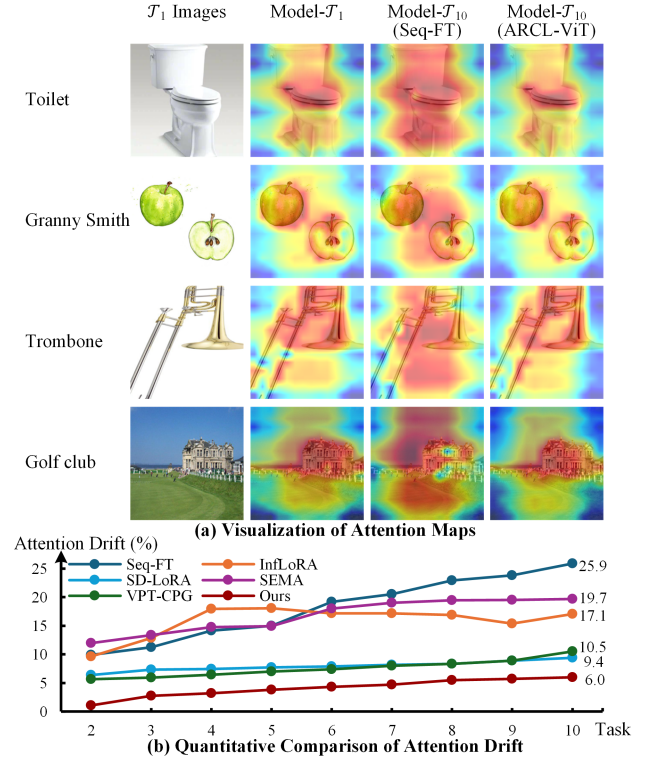 𝒯₁ Images Model-𝒯₁ Model-𝒯₁₀ Model-𝒯₁₀
(Seq-FT) (ARCL-ViT)
Toilet
Granny Smith
Trombone
Golf club
(a) Visualization of Attention Maps
Attention Drift (%)
Seq-FT InfLoRA
SD-LoRA SEMA
VPT-CPG Ours
25
20
15
10
5
0
25.9
19.7
17.1
10.5
9.4
6.0
2 3 4 5 6 7 8 9 10 Task
(b) Quantitative Comparison of Attention Drift